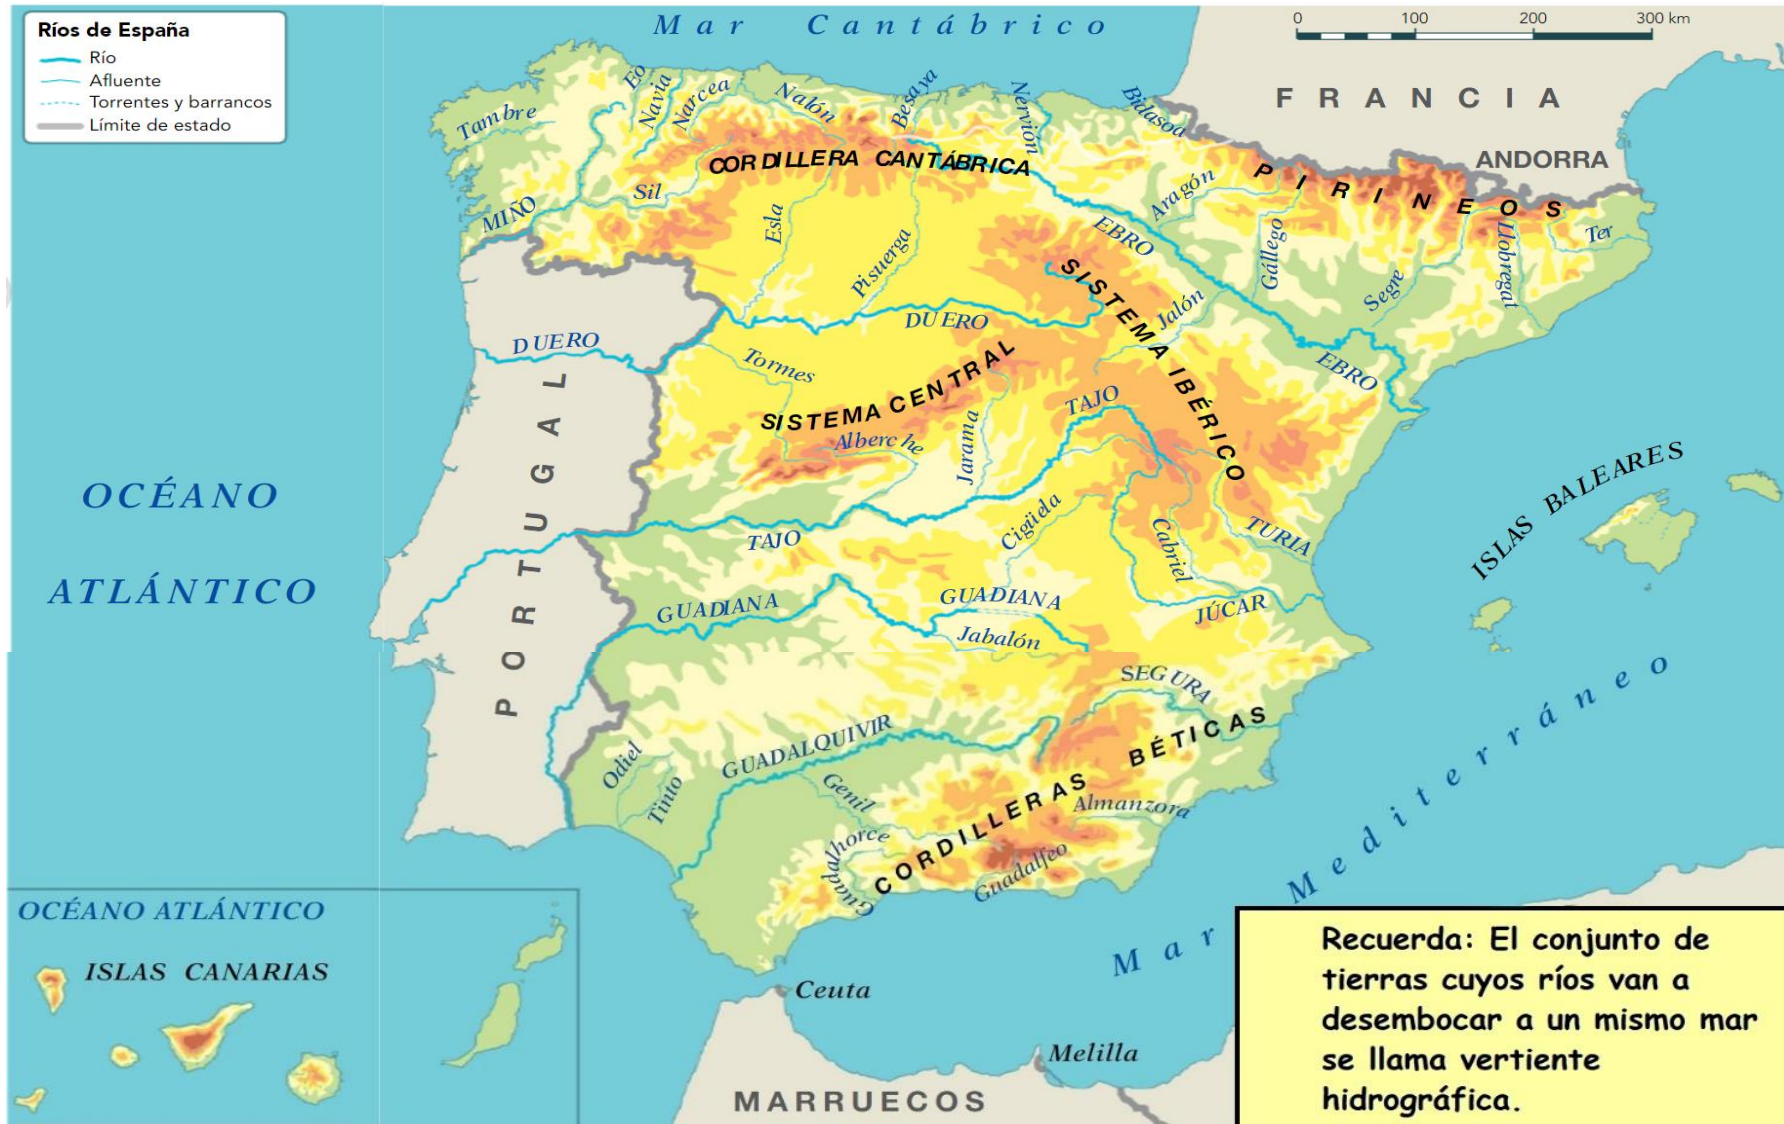 Ríos de España
Río
Afluente
Torrentes y barrancos
Límite de estado
Mar Cantábrico
0 100 200 300 km
FRANCIA
ANDORRA
Tambre
Eo
Navia
Narcea
Nalón
Besaya
Nervión
Bidasoa
CORDILLERA CANTÁBRICA
PIRINEOS
MIÑO
Sil
Esla
Pisuerga
EBRO
Aragón
Gállego
Segre
Llobregat
Ter
SISTEMA IBÉRICO
Jalón
DUERO
DUERO
EBRO
Tormes
SISTEMA CENTRAL
Alberche
Jarama
TAJO
PORTUGAL
OCÉANO
ATLÁNTICO
TAJO
Cigüela
Cabriel
TURIA
ISLAS BALEARES
GUADIANA
GUADIANA
Jabalón
JÚCAR
SEGURA
GUADALQUIVIR
Odiel
Tinto
Genil
CORDILLERAS BÉTICAS
Almanzora
Guadalhorce
Guadalfeo
Mar Mediterráneo
OCÉANO ATLÁNTICO
ISLAS CANARIAS
Ceuta
Melilla
MARRUECOS
Recuerda: El conjunto de
tierras cuyos ríos van a
desembocar a un mismo mar
se llama vertiente
hidrográfica.